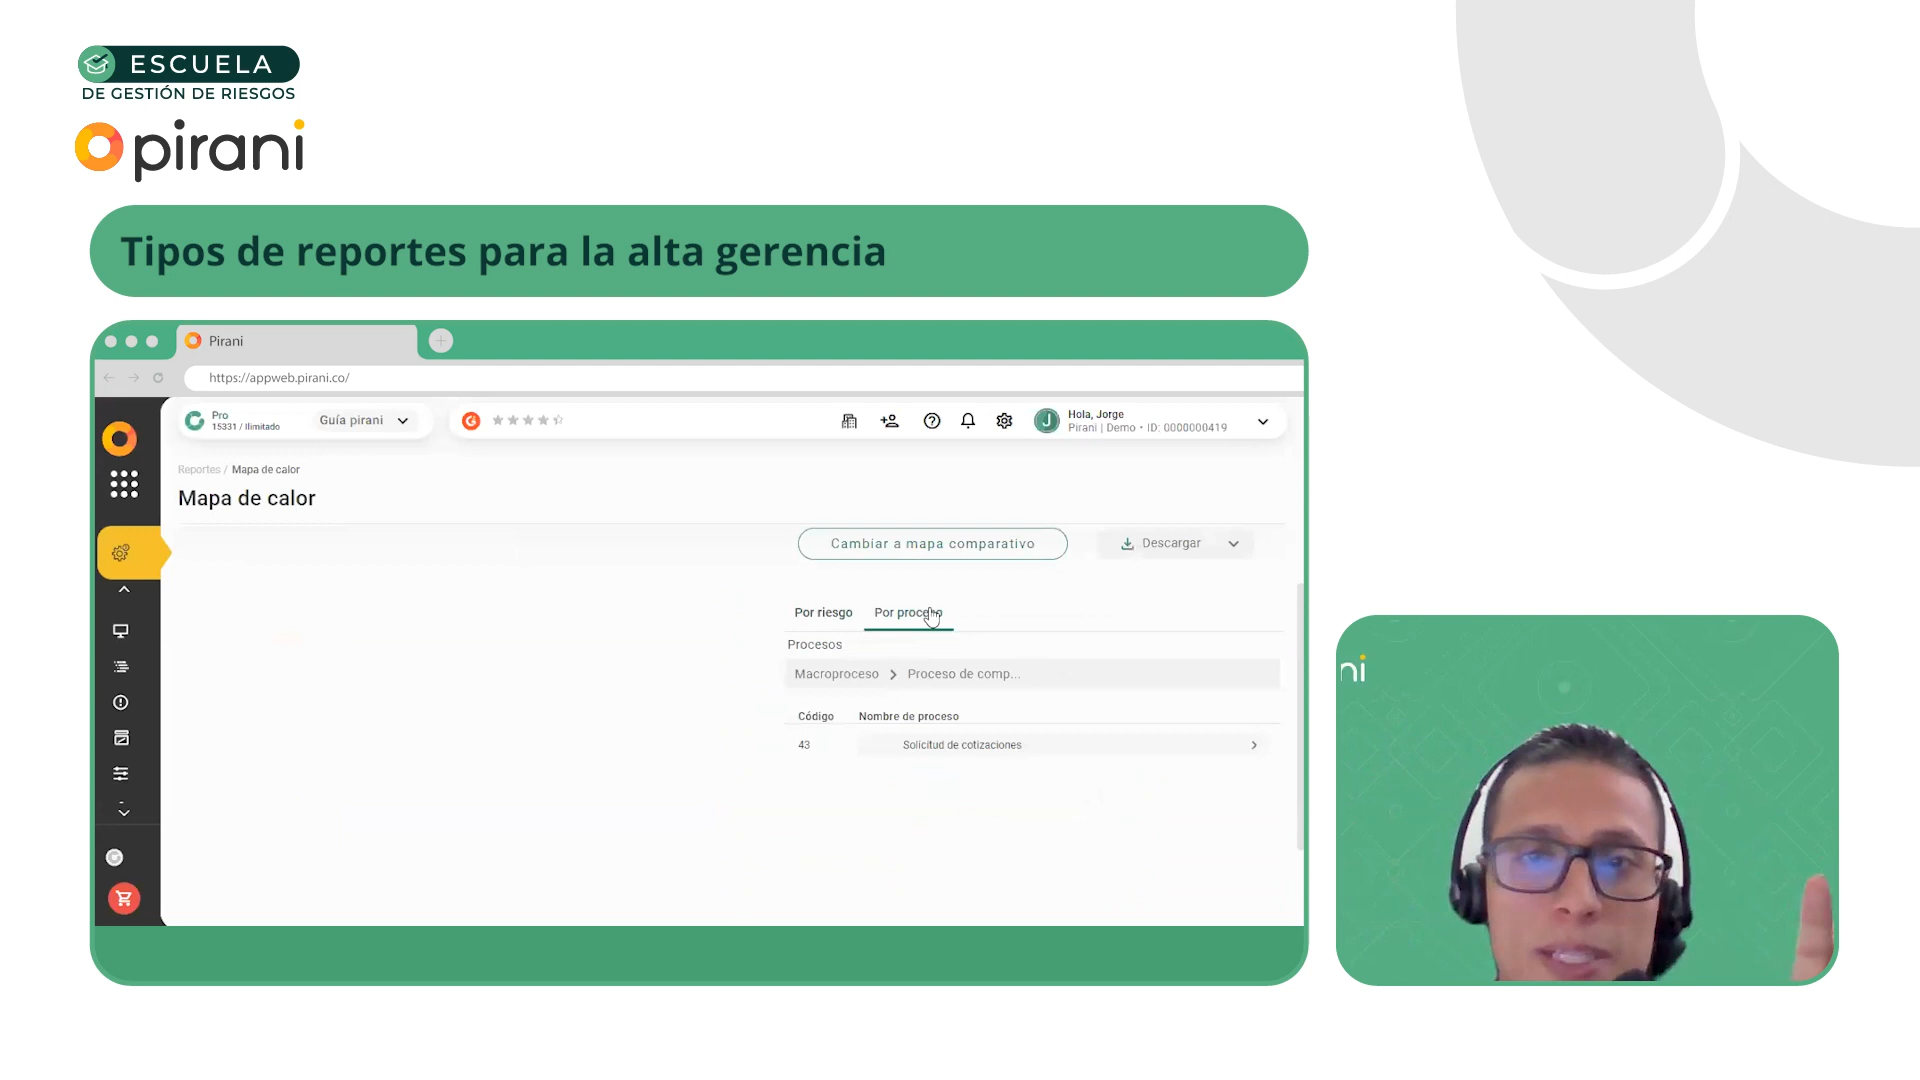 ESCUELA
DE GESTIÓN DE RIESGOS
pirani
Tipos de reportes para la alta gerencia
Pirani
https://appweb.pirani.co/
Pro
15331 / Ilimitado
Guía pirani
Hola, Jorge
Pirani | Demo • ID: 0000000419
J
Reportes / Mapa de calor
Mapa de calor
Cambiar a mapa comparativo
Descargar
Por riesgo
Por proceso
Procesos
Macroproceso > Proceso de comp...
Código Nombre de proceso
43 Solicitud de cotizaciones
ni